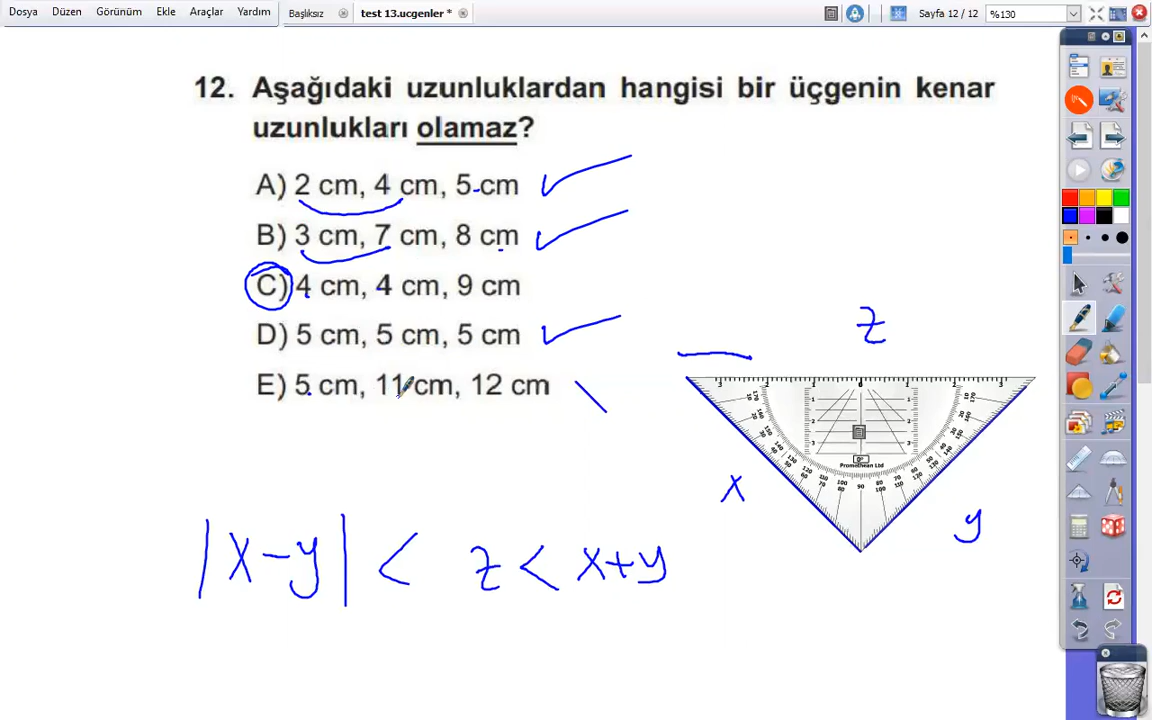 Dosya Düzen Görünüm Ekle Araçlar Yardım Başlıksız test 13.ucgenler * Sayfa 12 / 12 %130
12. Aşağıdaki uzunluklardan hangisi bir üçgenin kenar
uzunlukları olamaz?
A) 2 cm, 4 cm, 5 cm
B) 3 cm, 7 cm, 8 cm
C) 4 cm, 4 cm, 9 cm
D) 5 cm, 5 cm, 5 cm
E) 5 cm, 11 cm, 12 cm
z
x
y
Promethean Ltd
|x-y| < z < x+y